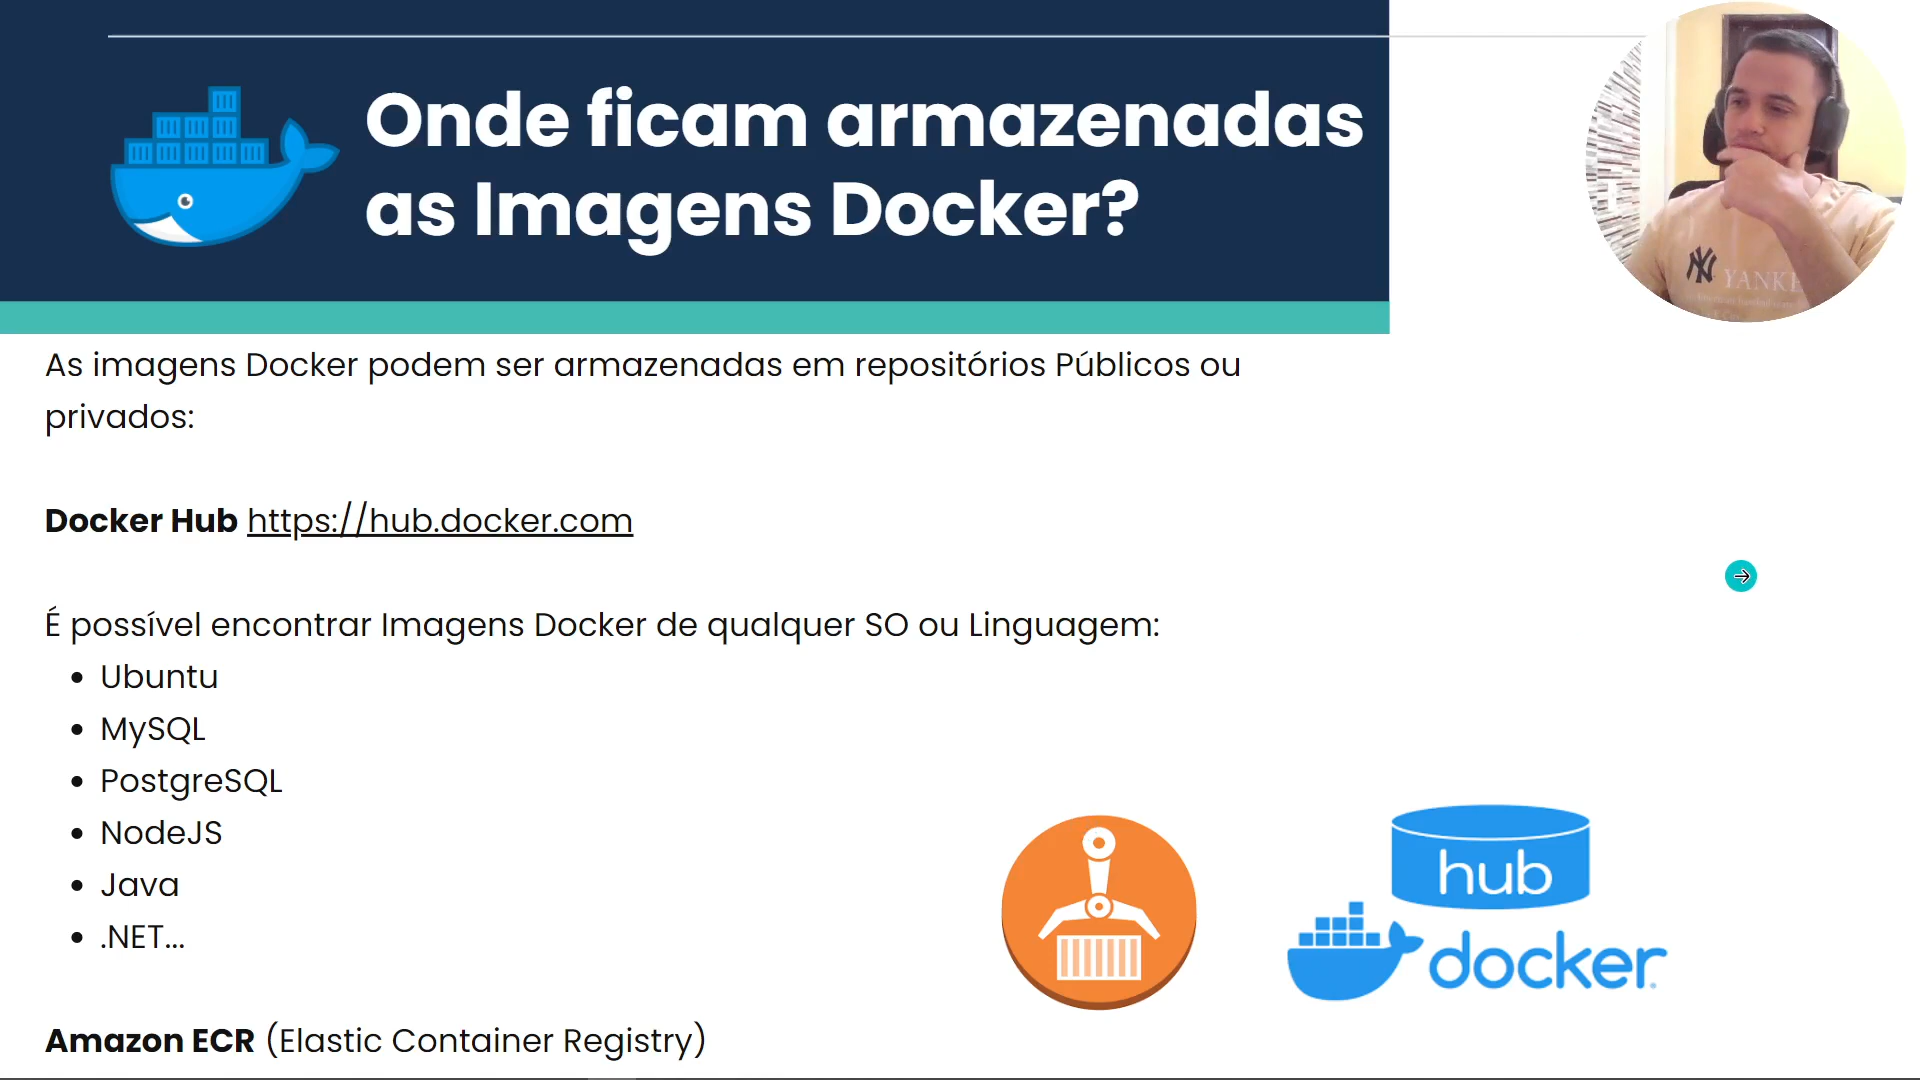 Onde ficam armazenadas
as Imagens Docker?
As imagens Docker podem ser armazenadas em repositórios Públicos ou
privados:
Docker Hub https://hub.docker.com
É possível encontrar Imagens Docker de qualquer SO ou Linguagem:
• Ubuntu
• MySQL
• PostgreSQL
• NodeJS
• Java
• .NET...
Amazon ECR (Elastic Container Registry)
hub
docker
NY
YANKE